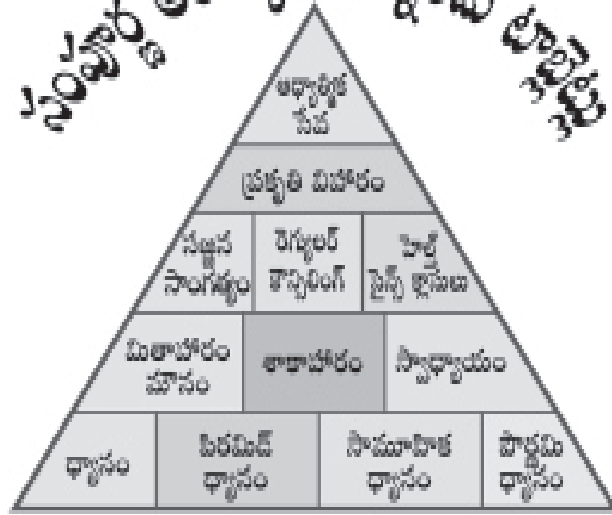 సంపూర్ణ టాబ్లెట్లు
ఆధ్యాత్మిక
సేవ
ప్రకృతి విహారం
సజ్జన
సాంగత్యం
రెగ్యులర్
కౌన్సిలింగ్
హెల్త్
సైన్స్ క్లాసులు
మితాహారం
మౌనం
శాకాహారం
స్వాధ్యాయం
ధ్యానం
పిరమిడ్
ధ్యానం
సామూహిక
ధ్యానం
పౌర్ణమి
ధ్యానం